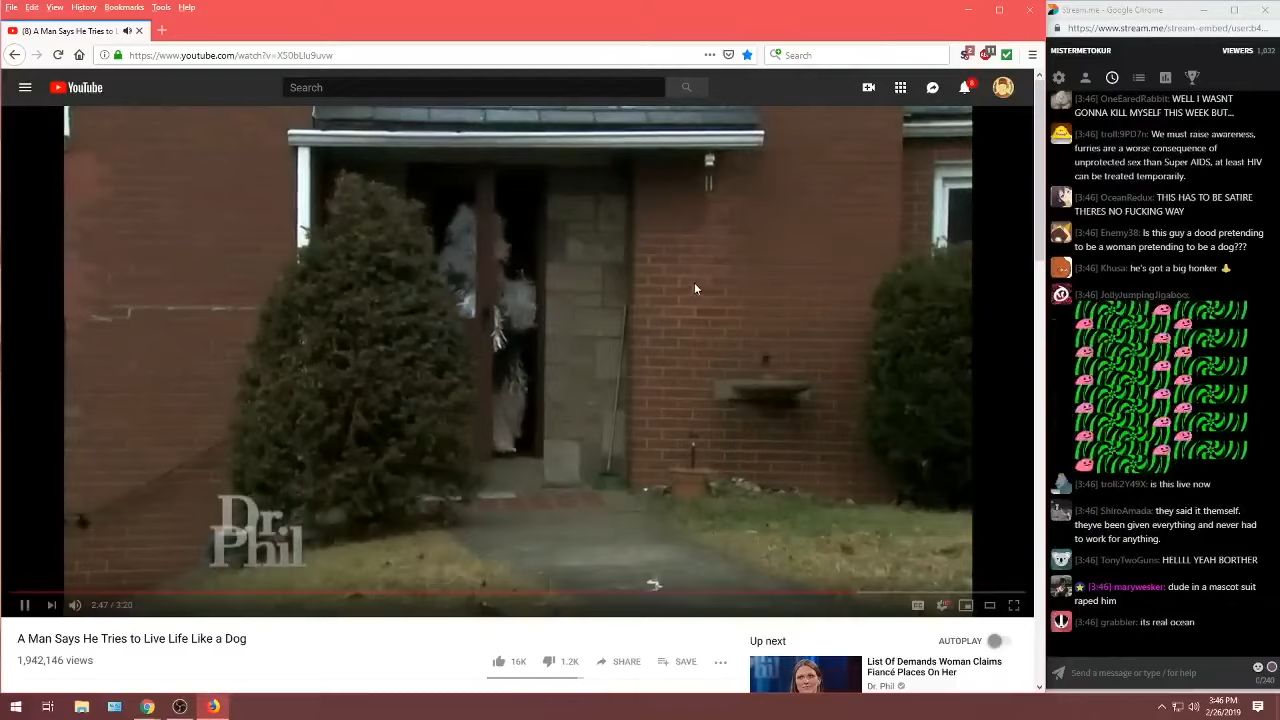 File Edit View History Bookmarks Tools Help
(8) A Man Says He Tries to L
https://www.youtube.com/watch?v=X50bLlu9uvw
Search
2
11
YouTube
Search
8
Dr.
Phil
2:47 / 3:20
CC
A Man Says He Tries to Live Life Like a Dog
1,942,146 views
16K
1.2K
SHARE
SAVE
Up next
AUTOPLAY
List Of Demands Woman Claims
Fiancé Places On Her
Dr. Phil
Stream.me - Google Chrome
https://www.stream.me/stream-embed/user:b4...
MISTERMETOKUR
VIEWERS 1,032
[3:46] OneEaredRabbit: WELL I WASNT
GONNA KILL MYSELF THIS WEEK BUT...
[3:46] troll:9PD7n: We must raise awareness,
furries are a worse consequence of
unprotected sex than Super AIDS, at least HIV
can be treated temporarily.
[3:46] OceanRedux: THIS HAS TO BE SATIRE
THERES NO FUCKING WAY
[3:46] Enemy38: Is this guy a dood pretending
to be a woman pretending to be a dog???
[3:46] Khusa: he's got a big honker
[3:46] JollyJumpingJigaboo:
[3:46] troll:2Y49X: is this live now
[3:46] ShiroAmada: they said it themself.
theyve been given everything and never had
to work for anything.
[3:46] TonyTwoGuns: HELLLL YEAH BORTHER
[3:46] marywesker: dude in a mascot suit
raped him
[3:46] grabbler: its real ocean
Send a message or type / for help
0/240
3:46 PM
2/26/2019